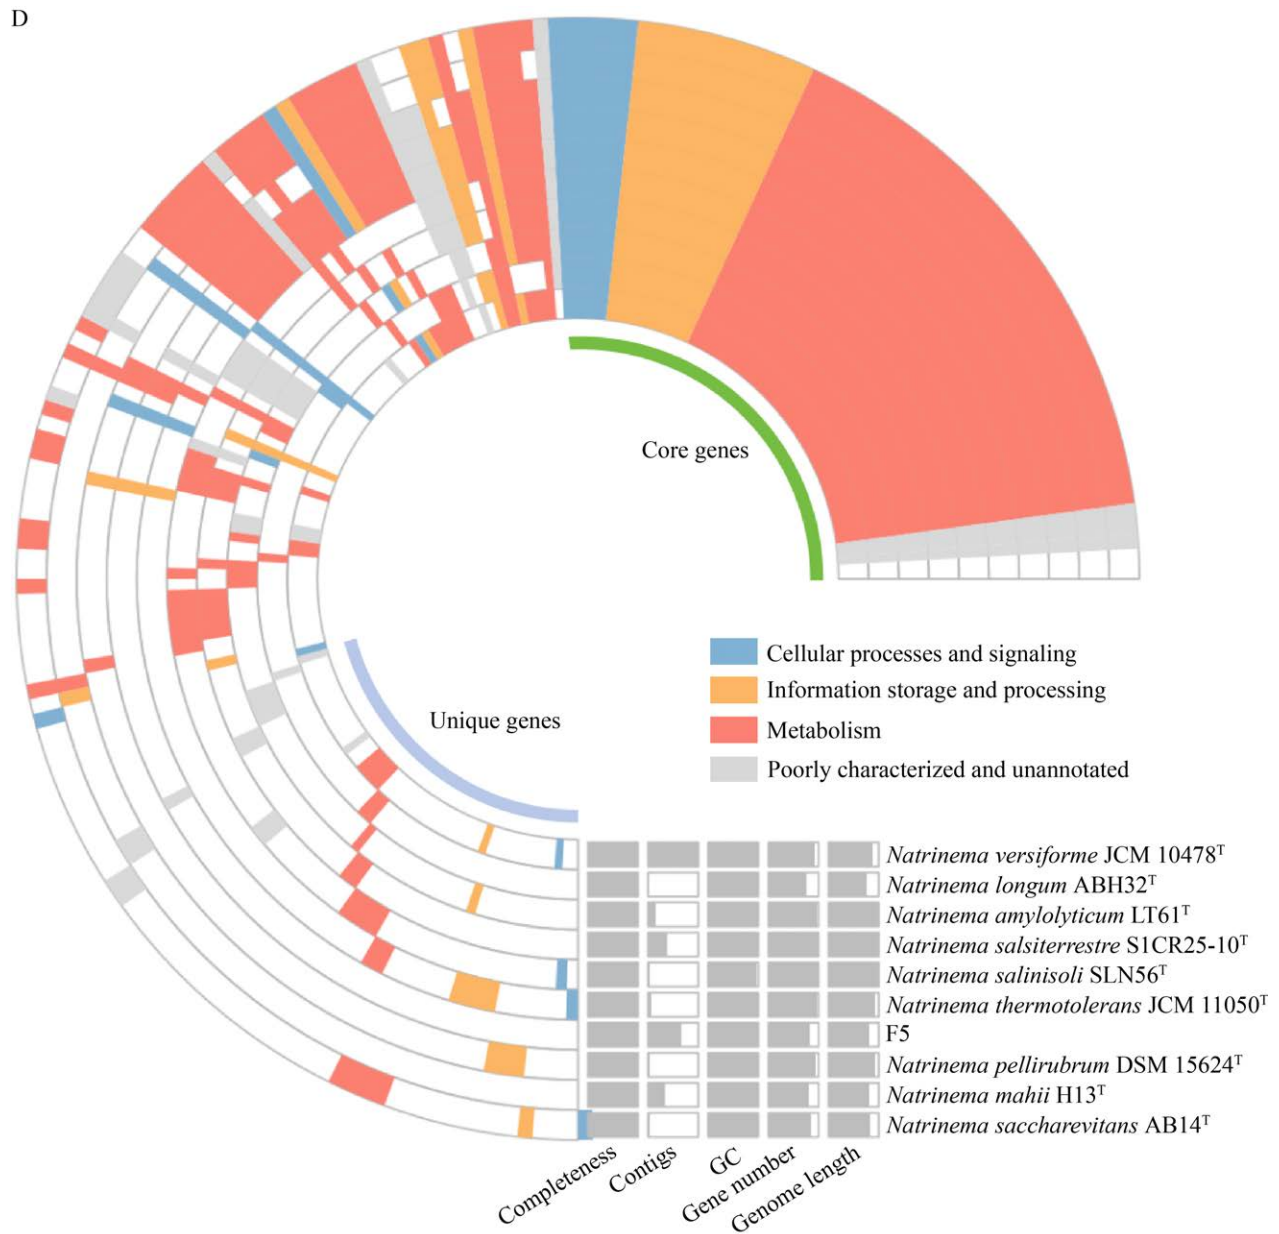 D
Core genes
Unique genes
Cellular processes and signaling
Information storage and processing
Metabolism
Poorly characterized and unannotated
Natrinema versiforme JCM 10478ᵀ
Natrinema longum ABH32ᵀ
Natrinema amylolyticum LT61ᵀ
Natrinema salsiterrestre S1CR25-10ᵀ
Natrinema salinisoli SLN56ᵀ
Natrinema thermotolerans JCM 11050ᵀ
F5
Natrinema pellirubrum DSM 15624ᵀ
Natrinema mahii H13ᵀ
Natrinema saccharevitans AB14ᵀ
Completeness
Contigs
GC
Gene number
Genome length